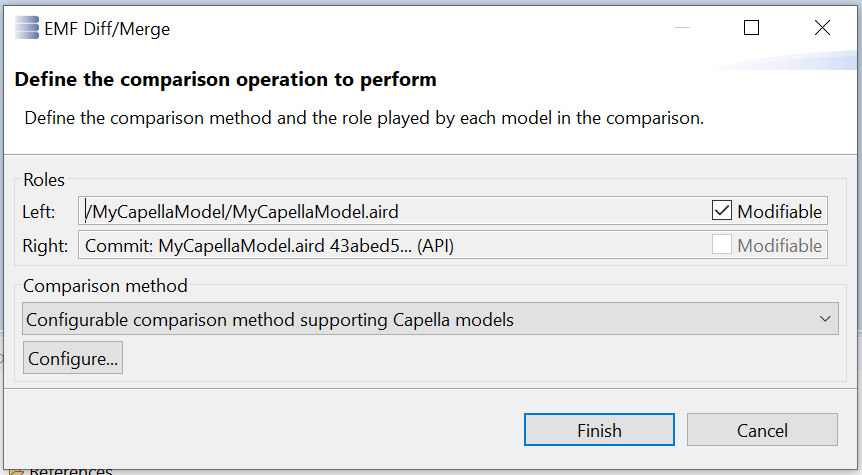 EMF Diff/Merge
Define the comparison operation to perform
Define the comparison method and the role played by each model in the comparison.
Roles
Left: /MyCapellaModel/MyCapellaModel.aird Modifiable
Right: Commit: MyCapellaModel.aird 43abed5... (API) Modifiable
Comparison method
Configurable comparison method supporting Capella models
Configure...
Finish Cancel
References